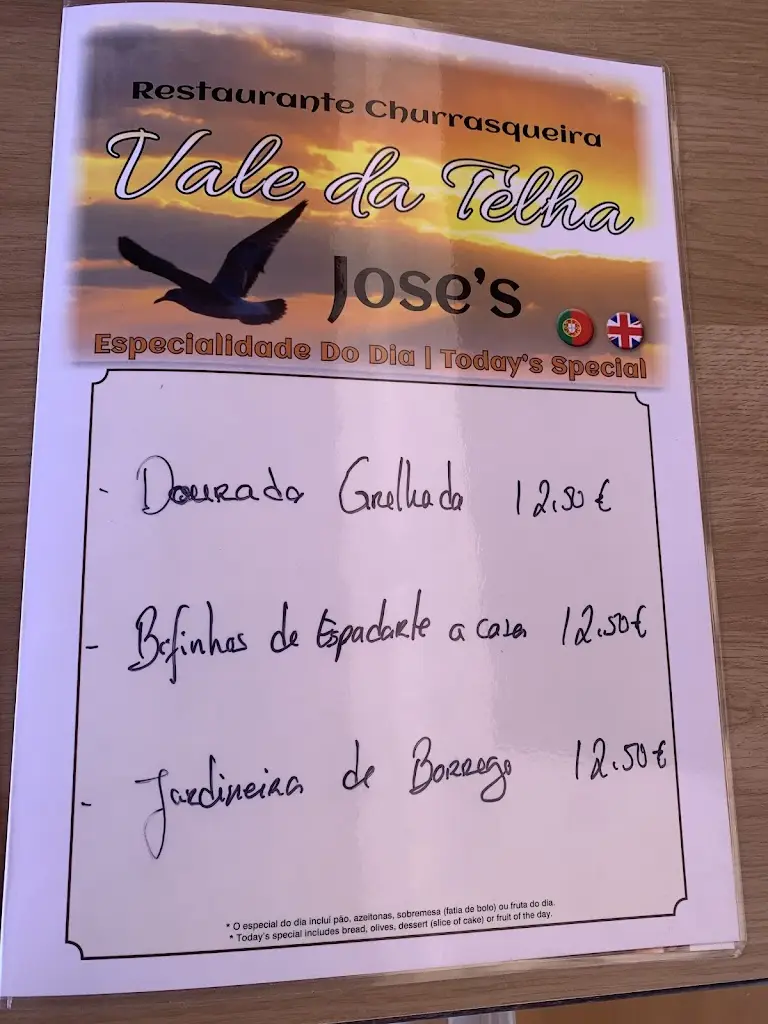 Restaurante Churrasqueira
Vale da Telha
Jose's
Especialidade Do Dia | Today's Special
- Dourada Grelhada 12,50 €
- Bifinhos de Espadarte a casa 12.50€
- Jardineira de Borrego 12.50€
* O especial do dia inclui pão, azeitonas, sobremesa (fatia de bolo) ou fruta do dia.
* Today's special includes bread, olives, dessert (slice of cake) or fruit of the day.